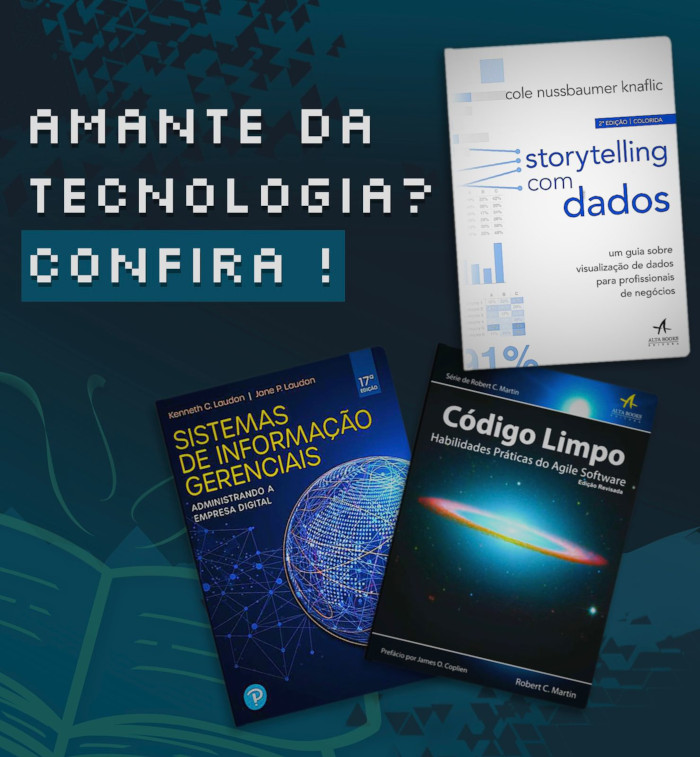 AMANTE DA
TECNOLOGIA?
CONFIRA !
cole nussbaumer knaflic
2ª EDIÇÃO | COLORIDA
storytelling
com
dados
um guia sobre
visualização de dados
para profissionais
de negócios
ALTA BOOKS
EDITORA
91%
Kenneth C. Laudon | Jane P. Laudon
17ª
EDIÇÃO
SISTEMAS
DE INFORMAÇÃO
GERENCIAIS
ADMINISTRANDO A
EMPRESA DIGITAL
P
Série de Robert C. Martin
ALTA BOOKS
EDITORA
Código Limpo
Habilidades Práticas do Agile Software
Edição Revisada
Prefácio por James O. Coplien
Robert C. Martin